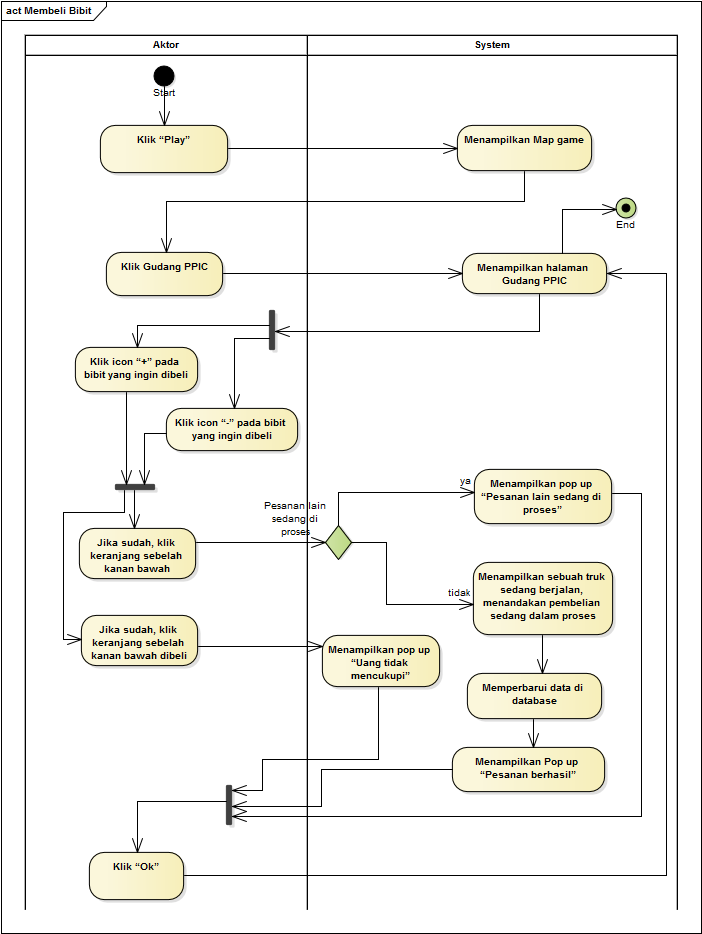 act Membeli Bibit
Aktor
System
Start
Klik “Play”
Menampilkan Map game
End
Klik Gudang PPIC
Menampilkan halaman
Gudang PPIC
Klik icon “+” pada
bibit yang ingin dibeli
Klik icon “-” pada bibit
yang ingin dibeli
Pesanan lain
sedang di
proses
ya
Menampilkan pop up
“Pesanan lain sedang di
proses”
Jika sudah, klik
keranjang sebelah
kanan bawah
tidak
Menampilkan sebuah truk
sedang berjalan,
menandakan pembelian
sedang dalam proses
Jika sudah, klik
keranjang sebelah
kanan bawah dibeli
Menampilkan pop up
“Uang tidak
mencukupi”
Memperbarui data di
database
Menampilkan Pop up
“Pesanan berhasil”
Klik “Ok”